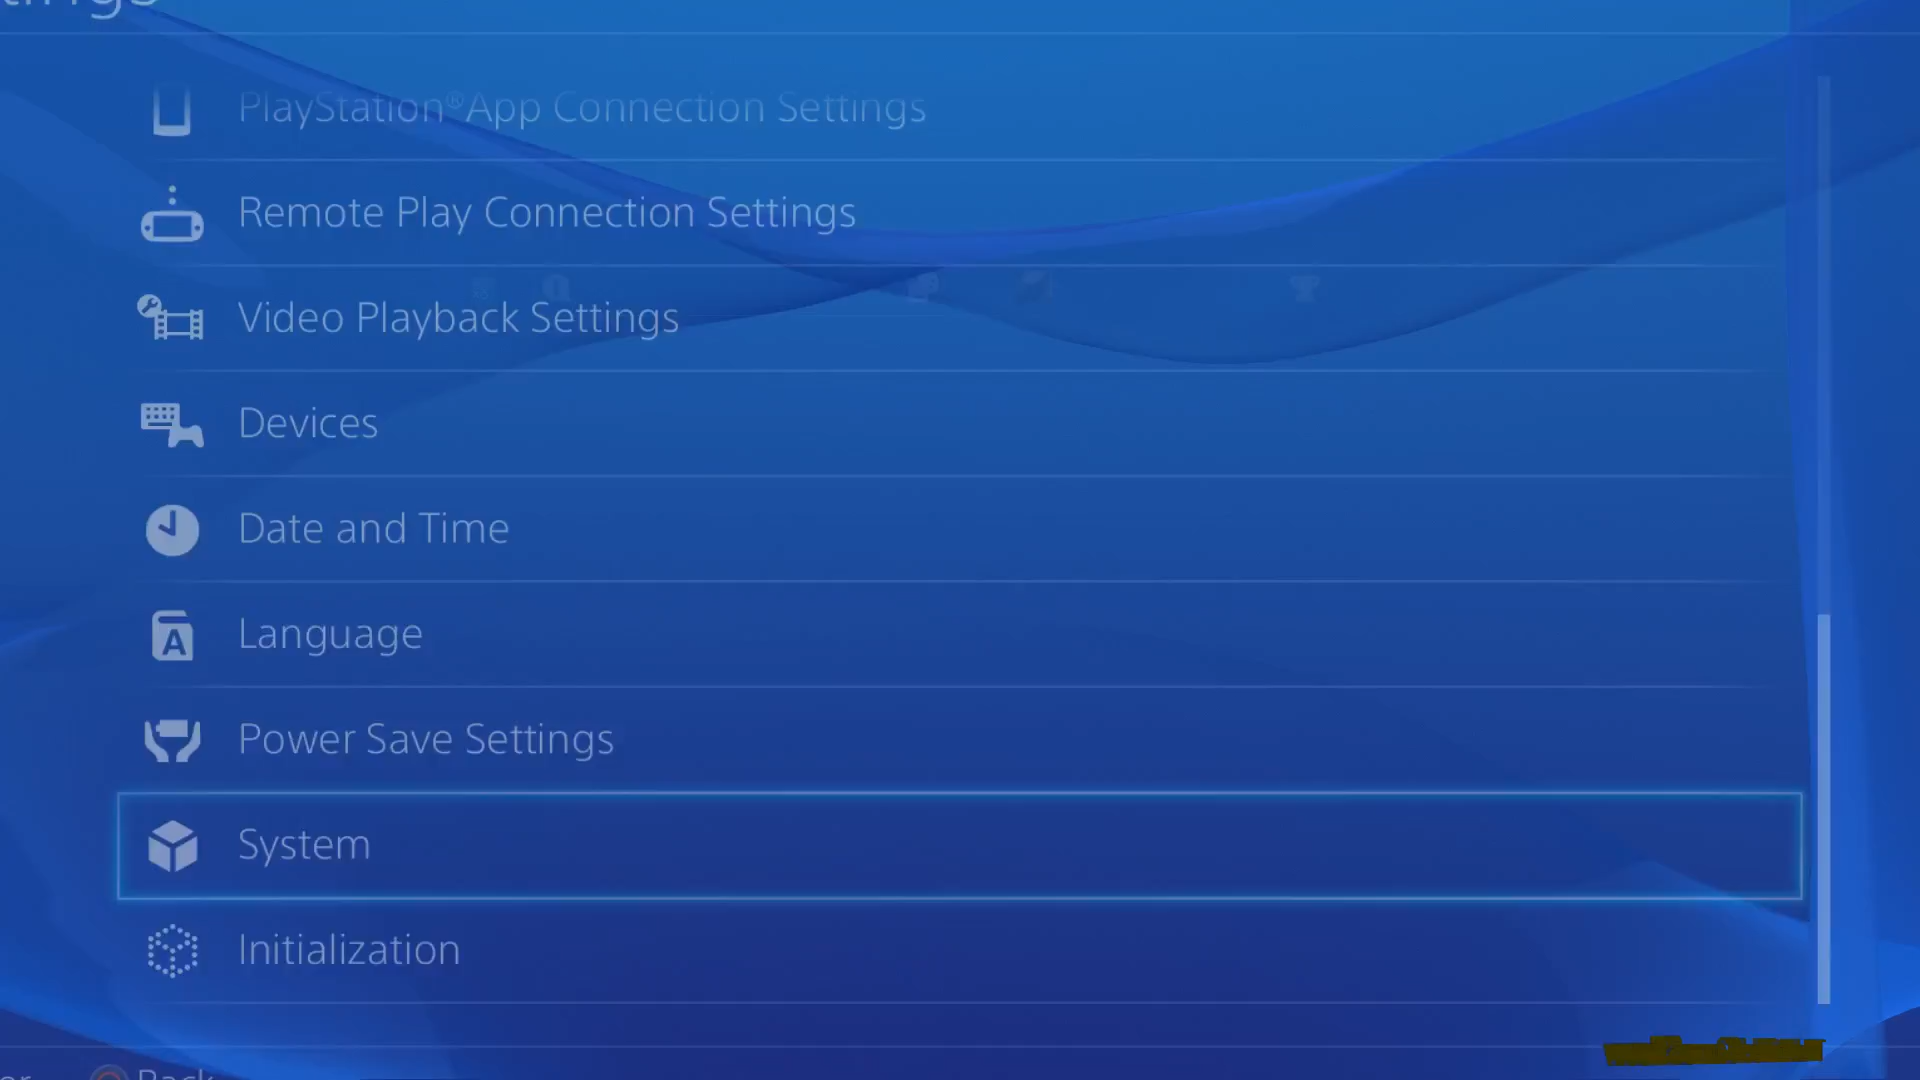 PlayStation®App Connection Settings
Remote Play Connection Settings
Video Playback Settings
Devices
Date and Time
Language
Power Save Settings
System
Initialization
Back